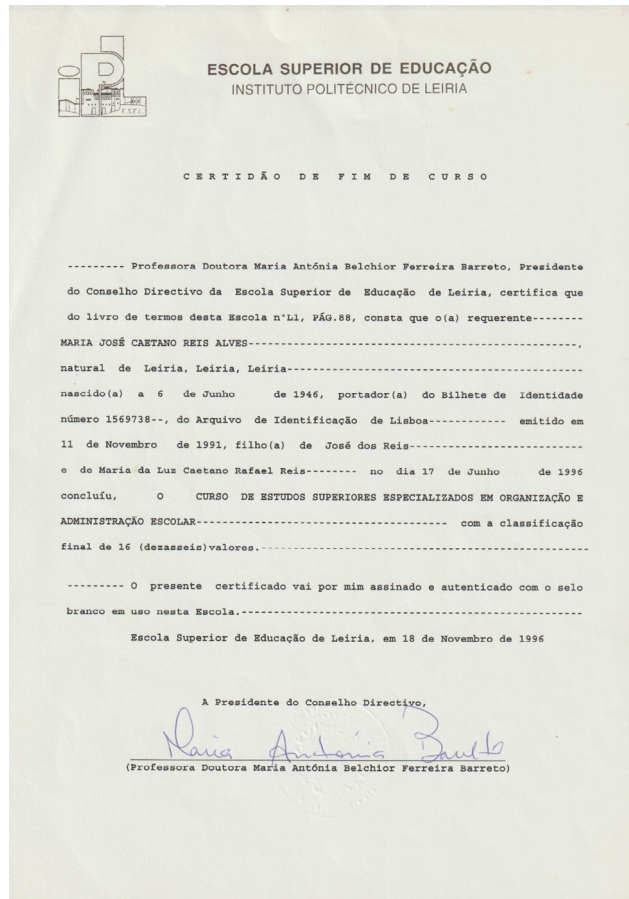 ESCOLA SUPERIOR DE EDUCAÇÃO
INSTITUTO POLITÉCNICO DE LEIRIA
CERTIDÃO DE FIM DE CURSO
--------- Professora Doutora Maria Antónia Belchior Ferreira Barreto, Presidente
do Conselho Directivo da Escola Superior de Educação de Leiria, certifica que
do livro de termos desta Escola nºL1, PÁG.88, consta que o(a) requerente--------
MARIA JOSÉ CAETANO REIS ALVES--------------------------------------------------,
natural de Leiria, Leiria, Leiria---------------------------------------------
nascido(a) a 6 de Junho de 1946, portador(a) do Bilhete de Identidade
número 1569738--, do Arquivo de Identificação de Lisboa------------ emitido em
11 de Novembro de 1991, filho(a) de José dos Reis---------------------------
e de Maria da Luz Caetano Rafael Reis-------- no dia 17 de Junho de 1996
concluíu, O CURSO DE ESTUDOS SUPERIORES ESPECIALIZADOS EM ORGANIZAÇÃO E
ADMINISTRAÇÃO ESCOLAR-------------------------------------- com a classificação
final de 16 (dezasseis)valores.--------------------------------------------------
--------- O presente certificado vai por mim assinado e autenticado com o selo
branco em uso nesta Escola.----------------------------------------------------
Escola Superior de Educação de Leiria, em 18 de Novembro de 1996
A Presidente do Conselho Directivo,
Maria Antónia Barreto
(Professora Doutora Maria Antónia Belchior Ferreira Barreto)